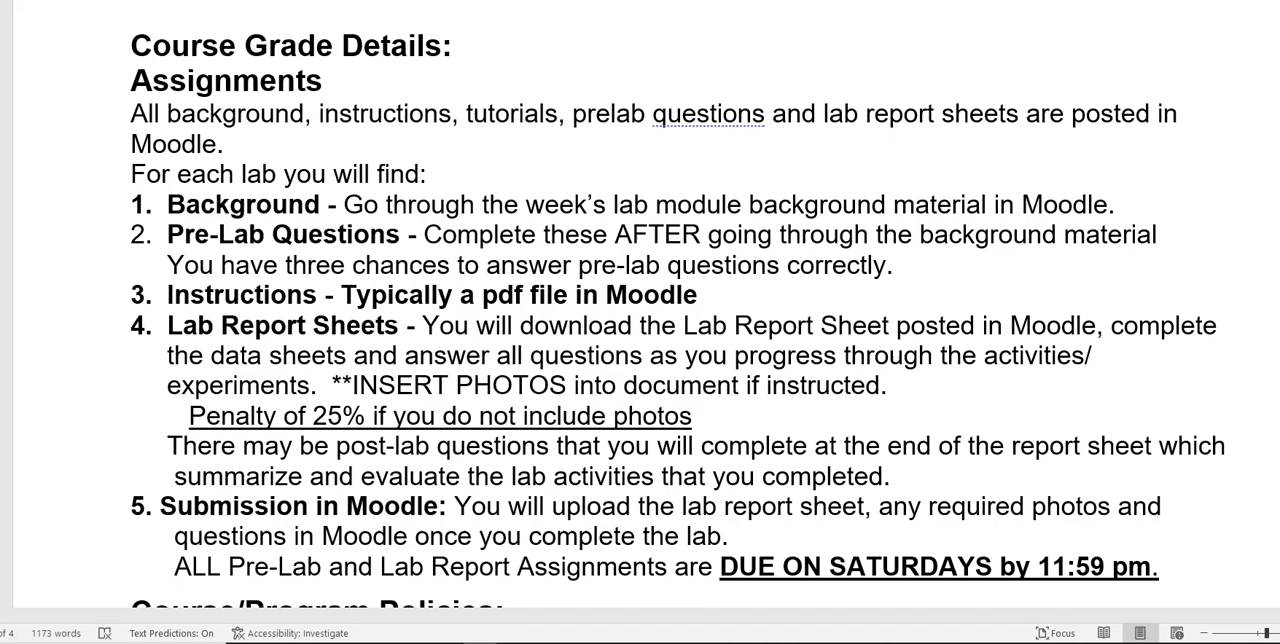 Course Grade Details:
Assignments
All background, instructions, tutorials, prelab questions and lab report sheets are posted in
Moodle.
For each lab you will find:
1. Background - Go through the week’s lab module background material in Moodle.
2. Pre-Lab Questions - Complete these AFTER going through the background material
You have three chances to answer pre-lab questions correctly.
3. Instructions - Typically a pdf file in Moodle
4. Lab Report Sheets - You will download the Lab Report Sheet posted in Moodle, complete
the data sheets and answer all questions as you progress through the activities/
experiments. **INSERT PHOTOS into document if instructed.
Penalty of 25% if you do not include photos
There may be post-lab questions that you will complete at the end of the report sheet which
summarize and evaluate the lab activities that you completed.
5. Submission in Moodle: You will upload the lab report sheet, any required photos and
questions in Moodle once you complete the lab.
ALL Pre-Lab and Lab Report Assignments are DUE ON SATURDAYS by 11:59 pm.
Course/Program Policies:
of 4 1173 words Text Predictions: On Accessibility: Investigate Focus